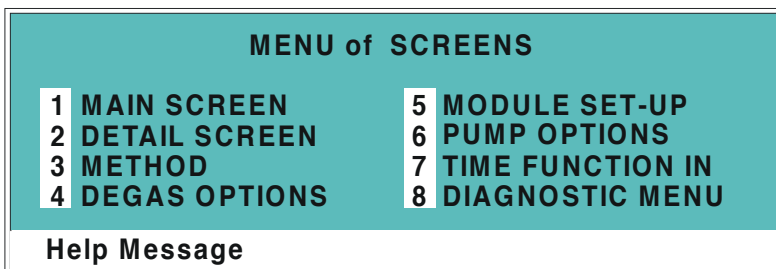 MENU of SCREENS
1 MAIN SCREEN
2 DETAIL SCREEN
3 METHOD
4 DEGAS OPTIONS
5 MODULE SET-UP
6 PUMP OPTIONS
7 TIME FUNCTION IN
8 DIAGNOSTIC MENU
Help Message